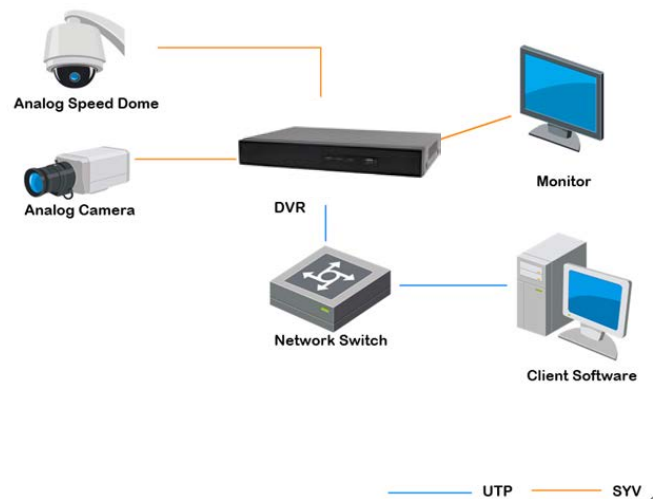 Analog Speed Dome
Analog Camera
Monitor
DVR
Network Switch
Client Software
UTP
SYV